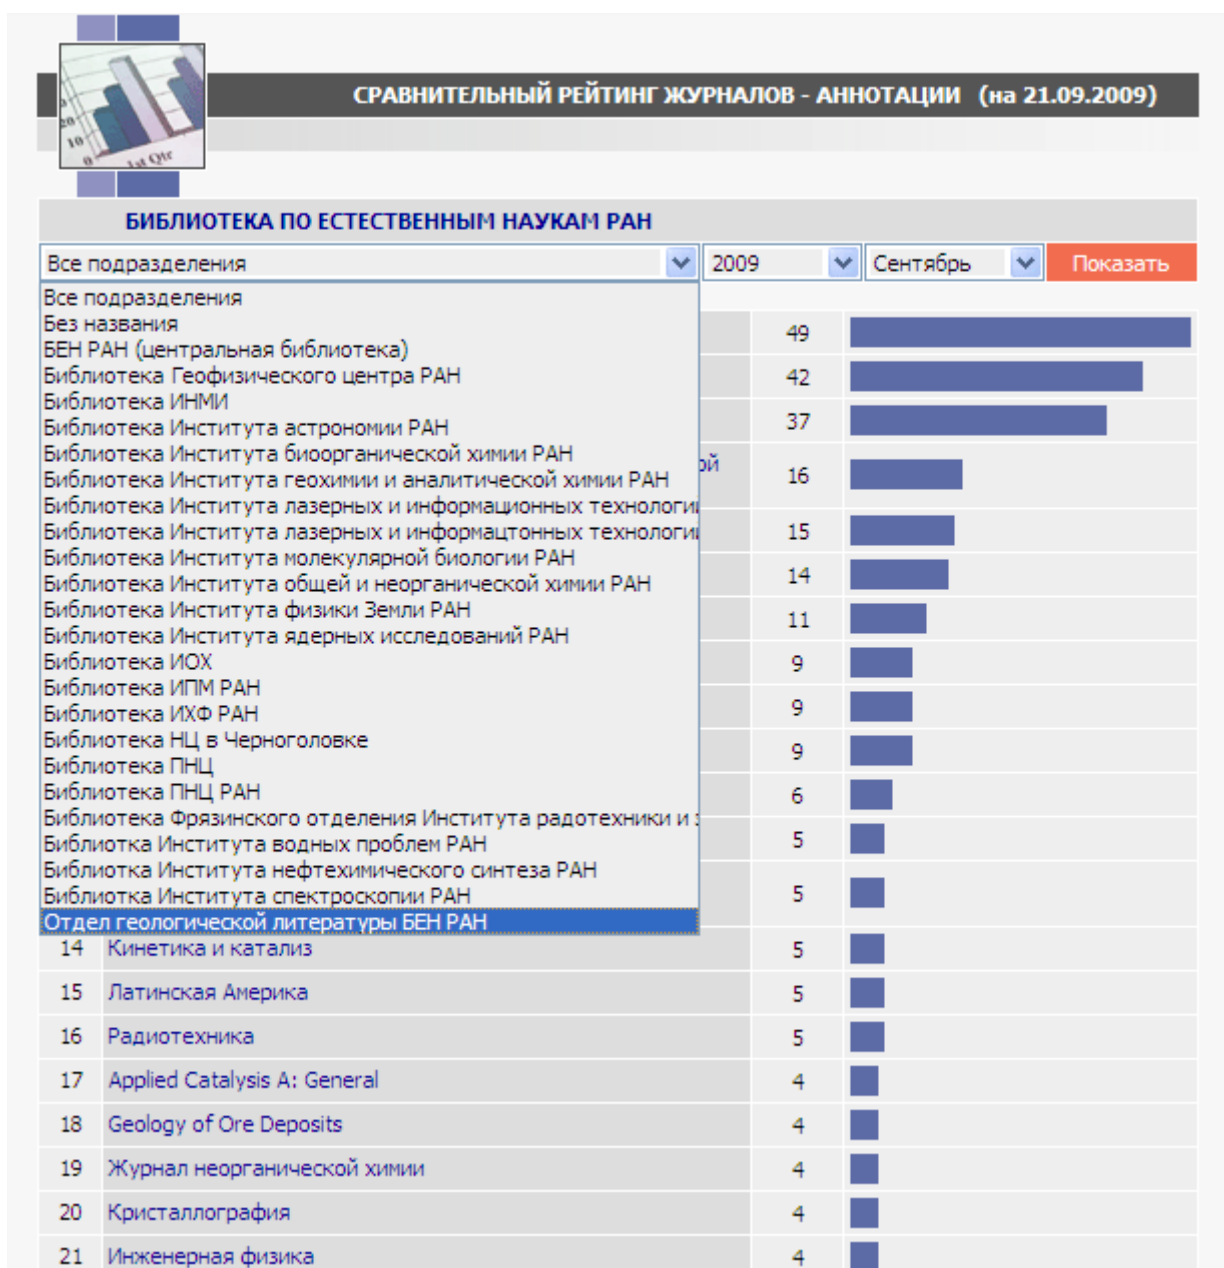 20
10
0
1st Qtr
СРАВНИТЕЛЬНЫЙ РЕЙТИНГ ЖУРНАЛОВ - АННОТАЦИИ (на 21.09.2009)
БИБЛИОТЕКА ПО ЕСТЕСТВЕННЫМ НАУКАМ РАН
Все подразделения 2009 Сентябрь Показать
Все подразделения
Без названия
БЕН РАН (центральная библиотека)
Библиотека Геофизического центра РАН
Библиотека ИНМИ
Библиотека Института астрономии РАН
Библиотека Института биоорганической химии РАН
Библиотека Института геохимии и аналитической химии РАН
Библиотека Института лазерных и информационных технологи
Библиотека Института лазерных и информацтонных технологи
Библиотека Института молекулярной биологии РАН
Библиотека Института общей и неорганической химии РАН
Библиотека Института физики Земли РАН
Библиотека Института ядерных исследований РАН
Библиотека ИОХ
Библиотека ИПМ РАН
Библиотека ИХФ РАН
Библиотека НЦ в Черноголовке
Библиотека ПНЦ
Библиотека ПНЦ РАН
Библиотека Фрязинского отделения Института радотехники и
Библиотка Института водных проблем РАН
Библиотка Института нефтехимического синтеза РАН
Библиотка Института спектроскопии РАН
Отдел геологической литературы БЕН РАН
49
42
37
ой
16
15
14
11
9
9
9
6
5
5
14 Кинетика и катализ 5
15 Латинская Америка 5
16 Радиотехника 5
17 Applied Catalysis A: General 4
18 Geology of Ore Deposits 4
19 Журнал неорганической химии 4
20 Кристаллография 4
21 Инженерная физика 4